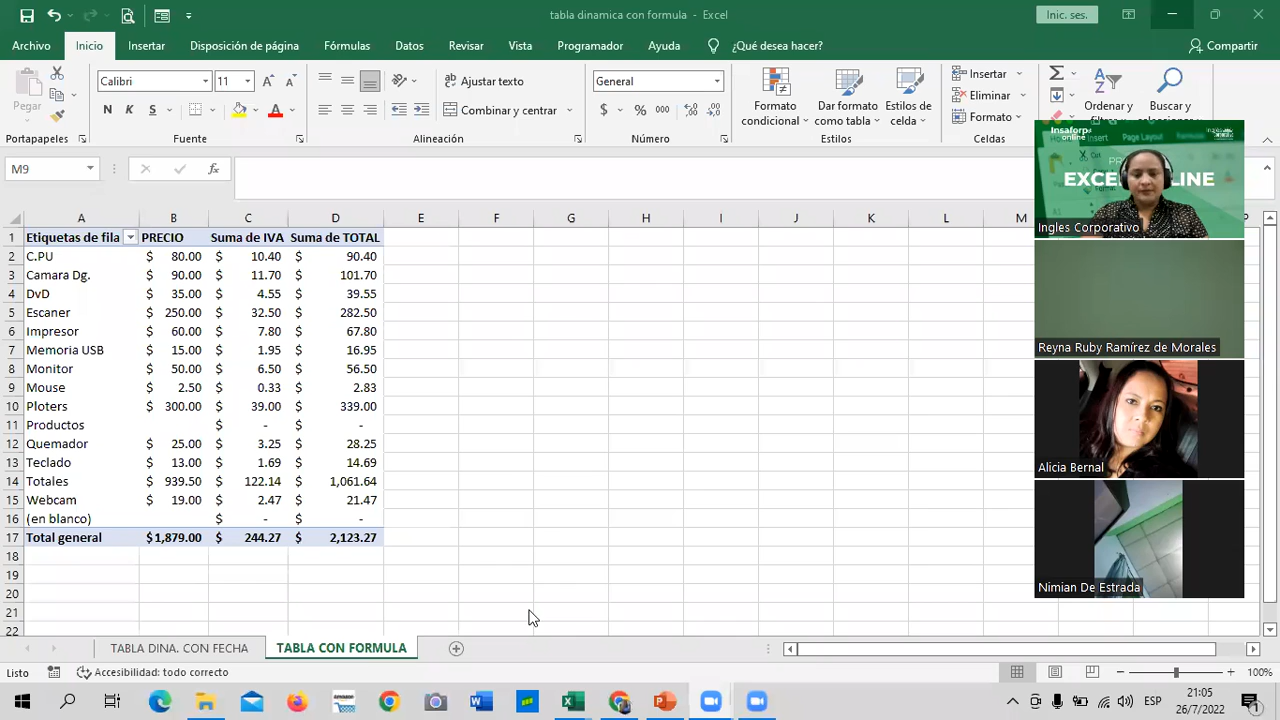 tabla dinamica con formula - Excel
Inic. ses.
Archivo Inicio Insertar Disposición de página Fórmulas Datos Revisar Vista Programador Ayuda ¿Qué desea hacer? Compartir
Pegar
Calibri 11
N K S
Ajustar texto
Combinar y centrar
General
$ % 000
Formato condicional
Dar formato como tabla
Estilos de celda
Insertar
Eliminar
Formato
Ordenar y
Buscar y
Portapapeles Fuente Alineación Número Estilos Celdas
M9 fx
A B C D E F G H I J K L M
1 Etiquetas de fila PRECIO Suma de IVA Suma de TOTAL
2 C.PU $ 80.00 $ 10.40 $ 90.40
3 Camara Dg. $ 90.00 $ 11.70 $ 101.70
4 DvD $ 35.00 $ 4.55 $ 39.55
5 Escaner $ 250.00 $ 32.50 $ 282.50
6 Impresor $ 60.00 $ 7.80 $ 67.80
7 Memoria USB $ 15.00 $ 1.95 $ 16.95
8 Monitor $ 50.00 $ 6.50 $ 56.50
9 Mouse $ 2.50 $ 0.33 $ 2.83
10 Ploters $ 300.00 $ 39.00 $ 339.00
11 Productos $ - $ -
12 Quemador $ 25.00 $ 3.25 $ 28.25
13 Teclado $ 13.00 $ 1.69 $ 14.69
14 Totales $ 939.50 $ 122.14 $ 1,061.64
15 Webcam $ 19.00 $ 2.47 $ 21.47
16 (en blanco) $ - $ -
17 Total general $ 1,879.00 $ 244.27 $ 2,123.27
18
19
20
21
22
Insaforp online
Page Layout
EXCEL ONLINE
Ingles Corporativo
Reyna Ruby Ramírez de Morales
Alicia Bernal
Nimian De Estrada
TABLA DINA. CON FECHA TABLA CON FORMULA
Listo Accesibilidad: todo correcto 100%
ESP
21:05
26/7/2022